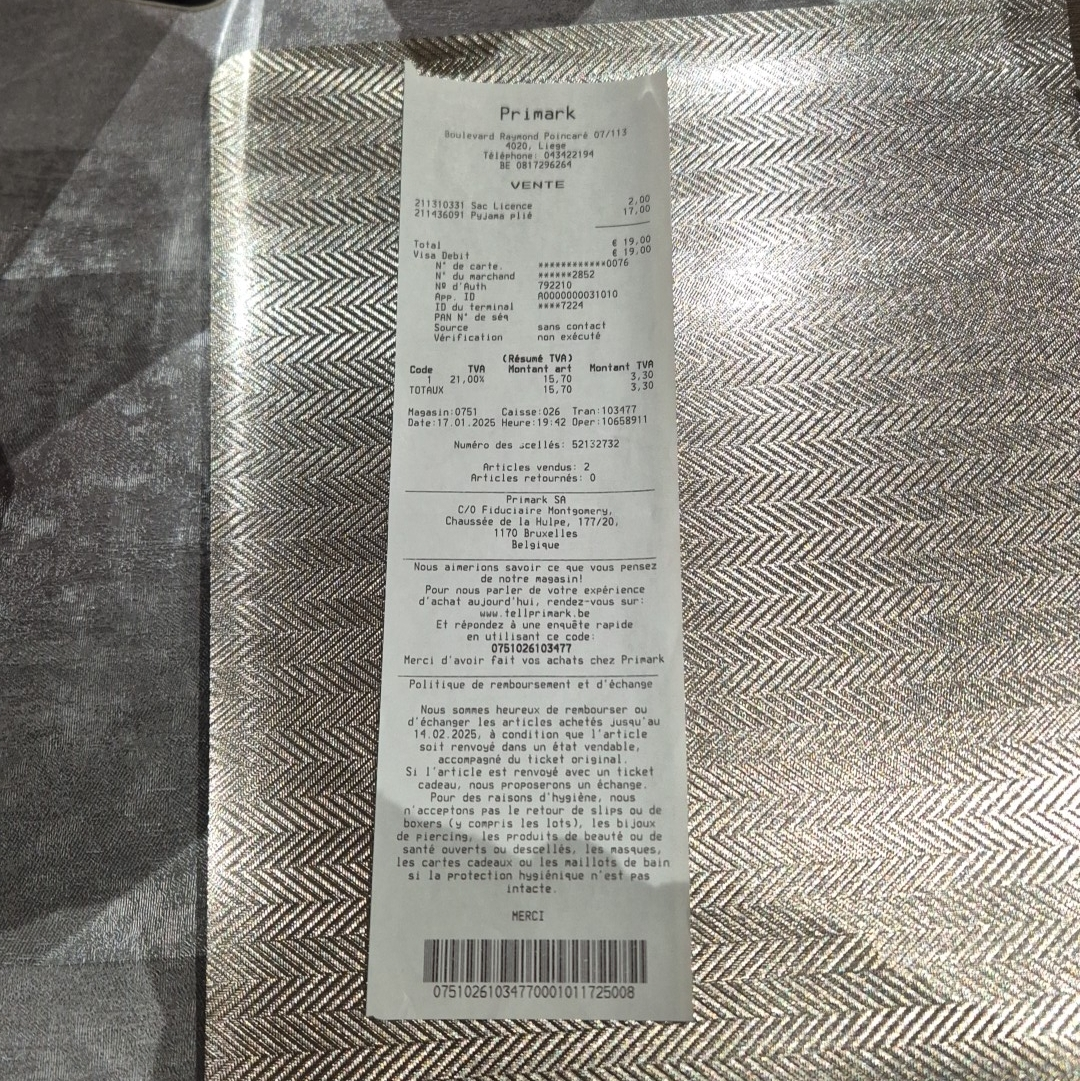 Primark
Boulevard Raymond Poincaré 07/113
4020, Liege
Téléphone: 043422194
BE 0817296264
VENTE
211310331 Sac Licence 2,00
211436091 Pyjama plié 17,00
Total € 19,00
Visa Debit € 19,00
N° de carte. ************0076
N° du marchand ******2852
Nº d'Auth 792210
App. ID A0000000031010
ID du terminal ****7224
PAN N° de séq
Source sans contact
Vérification non exécuté
(Résumé TVA)
Code TVA Montant art Montant TVA
1 21,00% 15,70 3,30
TOTAUX 15,70 3,30
Magasin:0751 Caisse:026 Tran:103477
Date:17.01.2025 Heure:19:42 Oper:10658911
Numéro des scellés: 52132732
Articles vendus: 2
Articles retournés: 0
Primark SA
C/O Fiduciaire Montgomery,
Chaussée de la Hulpe, 177/20,
1170 Bruxelles
Belgique
Nous aimerions savoir ce que vous pensez
de notre magasin!
Pour nous parler de votre expérience
d'achat aujourd'hui, rendez-vous sur:
www.tellprimark.be
Et répondez à une enquête rapide
en utilisant ce code:
0751026103477
Merci d'avoir fait vos achats chez Primark
Politique de remboursement et d'échange
Nous sommes heureux de rembourser ou
d'échanger les articles achetés jusqu'au
14.02.2025, à condition que l'article
soit renvoyé dans un état vendable,
accompagné du ticket original.
Si l'article est renvoyé avec un ticket
cadeau, nous proposerons un échange.
Pour des raisons d'hygiène, nous
n'acceptons pas le retour de slips ou de
boxers (y compris les lots), les bijoux
de piercing, les produits de beauté ou de
santé ouverts ou descellés, les masques,
les cartes cadeaux ou les maillots de bain
si la protection hygiénique n'est pas
intacte.
MERCI
07510261034770001011725008